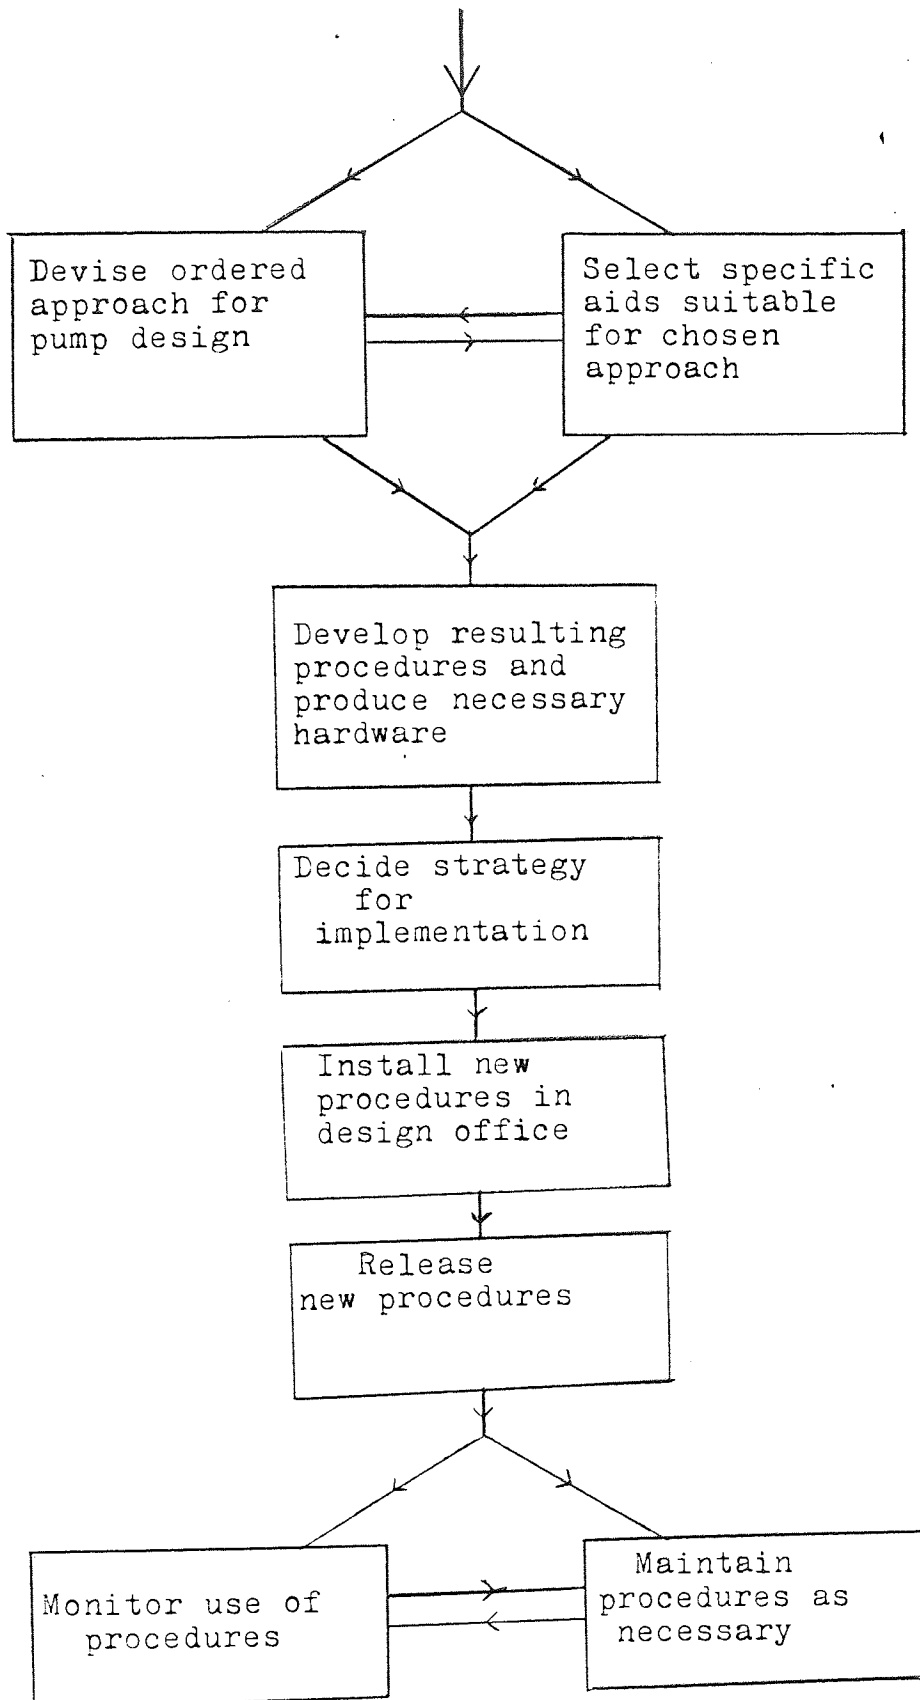 Devise ordered
approach for
pump design
Select specific
aids suitable
for chosen
approach
Develop resulting
procedures and
produce necessary
hardware
Decide strategy
for
implementation
Install new
procedures in
design office
Release
new procedures
Monitor use of
procedures
Maintain
procedures as
necessary